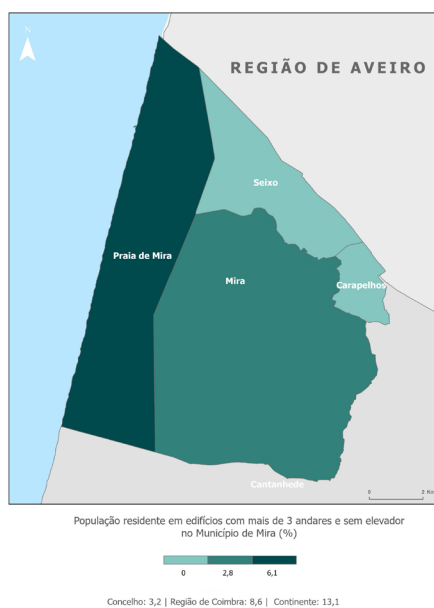 N
REGIÃO DE AVEIRO
Seixo
Praia de Mira
Mira
Carapelhos
Cantanhede
0 2 Km
População residente em edifícios com mais de 3 andares e sem elevador
no Município de Mira (%)
0 2,8 6,1
Concelho: 3,2 | Região de Coimbra: 8,6 | Continente: 13,1